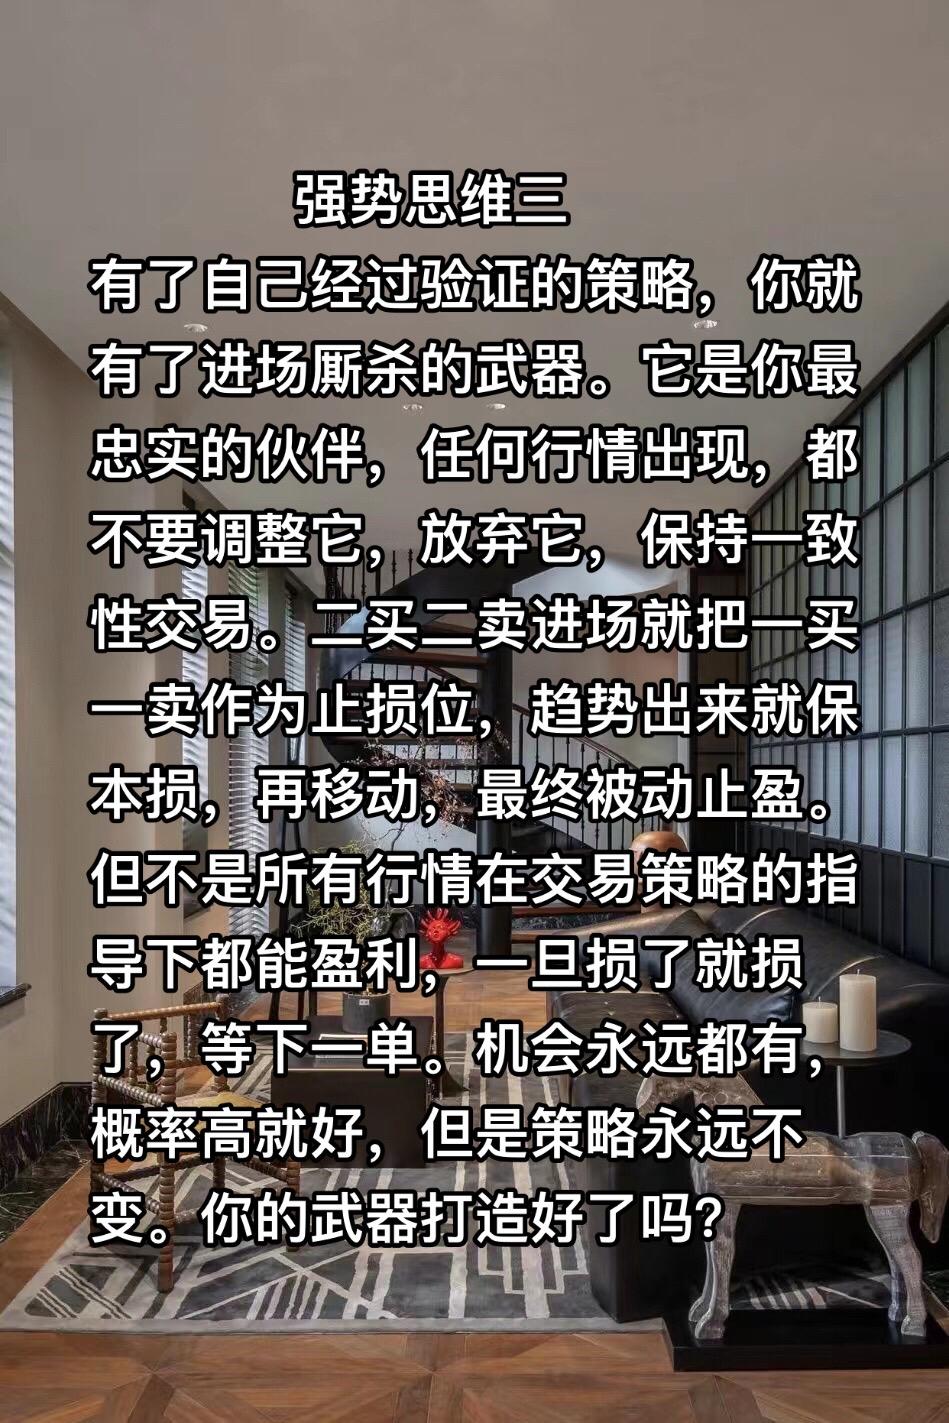 强势思维三
有了自己经过验证的策略，你就
有了进场厮杀的武器。它是你最
忠实的伙伴，任何行情出现，都
不要调整它，放弃它，保持一致
性交易。二买二卖进场就把一买
一卖作为止损位，趋势出来就保
本损，再移动，最终被动止盈。
但不是所有行情在交易策略的指
导下都能盈利，一旦损了就损
了，等下一单。机会永远都有，
概率高就好，但是策略永远不
变。你的武器打造好了吗？